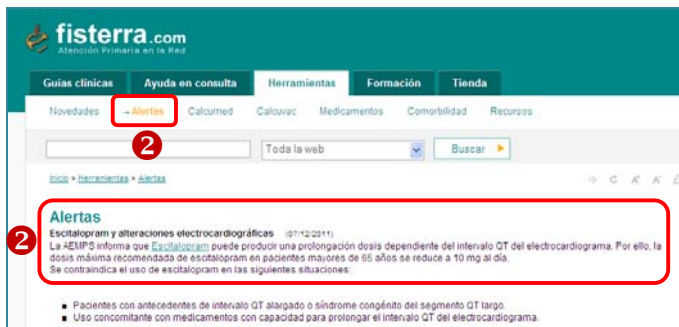 fisterra.com
Atención Primaria en la Red
Guías clínicas Ayuda en consulta Herramientas Formación Tienda
Novedades →Alertas Calcumed Calcuvac Medicamentos Comorbilidad Recursos
2
Toda la web Buscar
Inicio > Herramientas > Alertas
2
Alertas
Escitalopram y alteraciones electrocardiográficas (07/12/2011)
La AEMPS informa que Escitalopram puede producir una prolongación dosis dependiente del intervalo QT del electrocardiograma. Por ello, la
dosis máxima recomendada de escitalopram en pacientes mayores de 65 años se reduce a 10 mg al día.
Se contraindica el uso de escitalopram en las siguientes situaciones:
▪ Pacientes con antecedentes de intervalo QT alargado o síndrome congénito del segmento QT largo.
▪ Uso concomitante con medicamentos con capacidad para prolongar el intervalo QT del electrocardiograma.